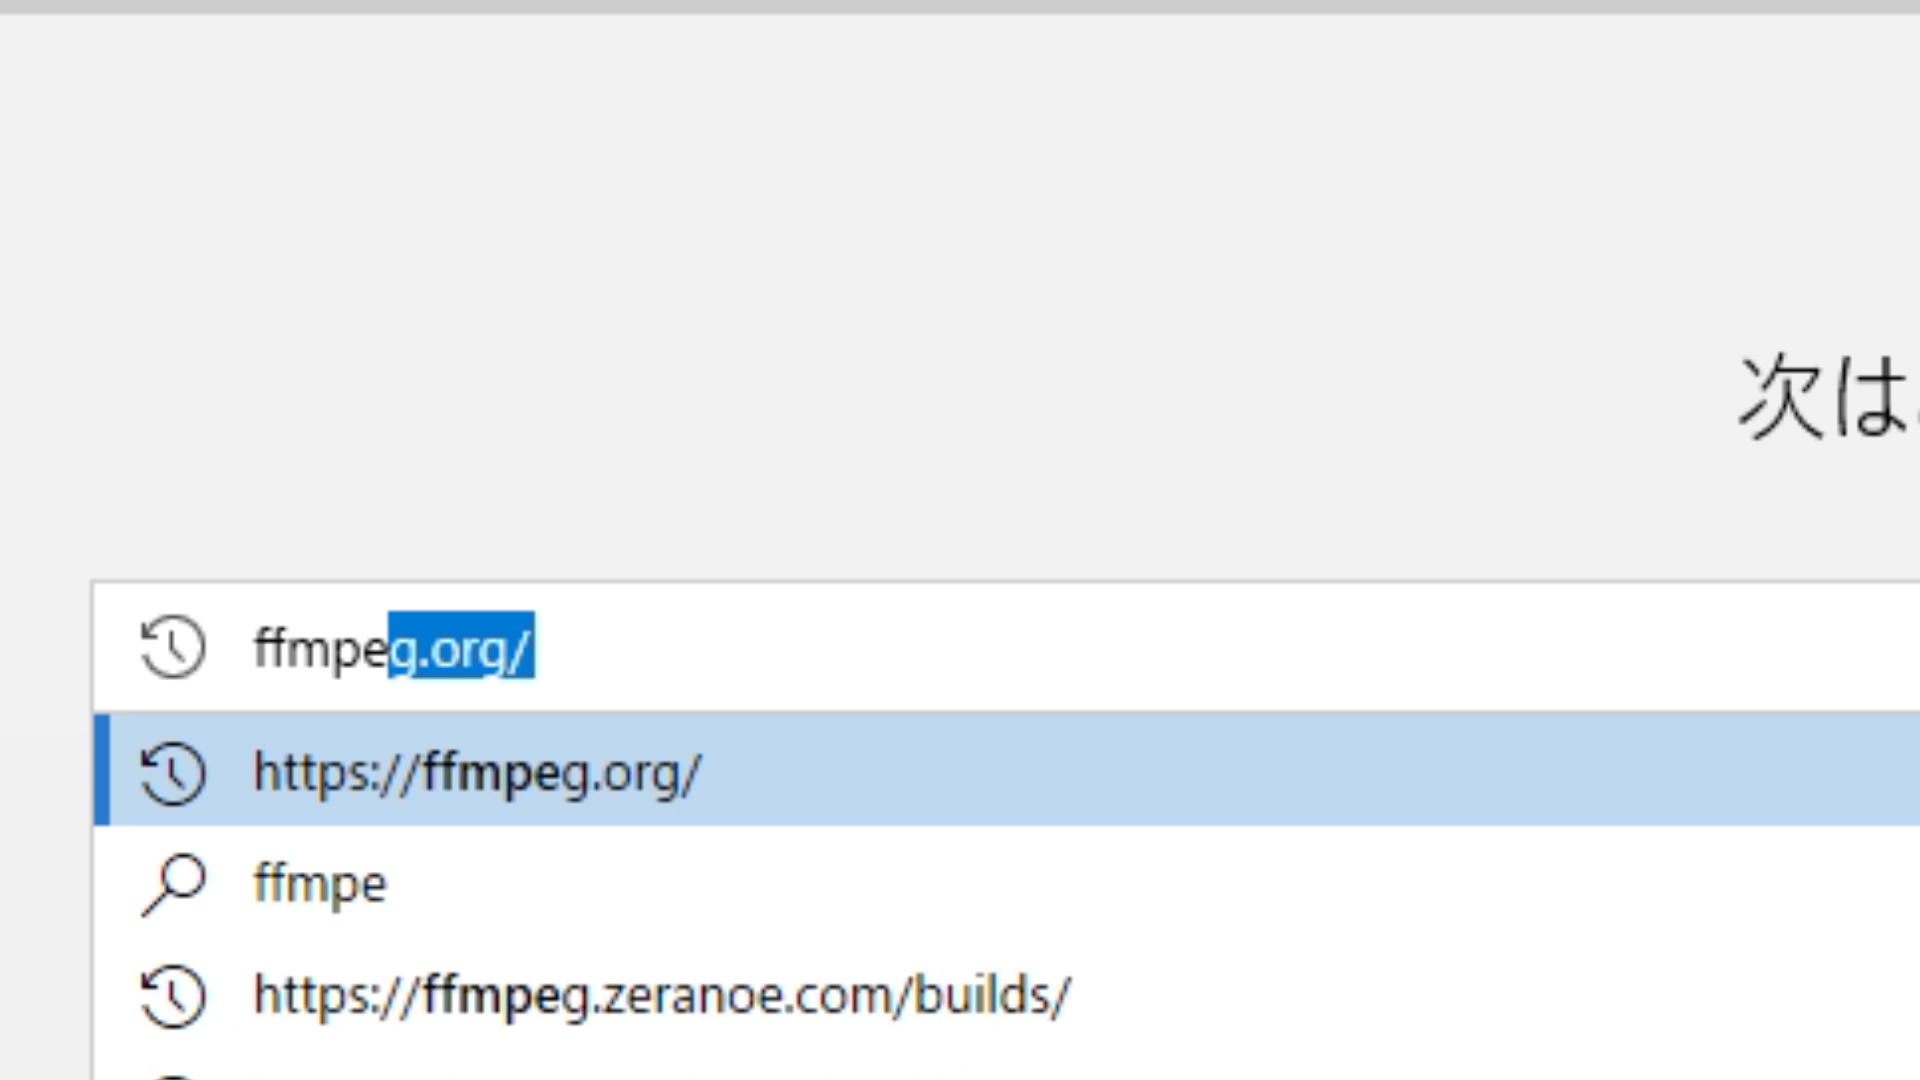 次は
ffmpeg.org/
https://ffmpeg.org/
ffmpe
https://ffmpeg.zeranoe.com/builds/